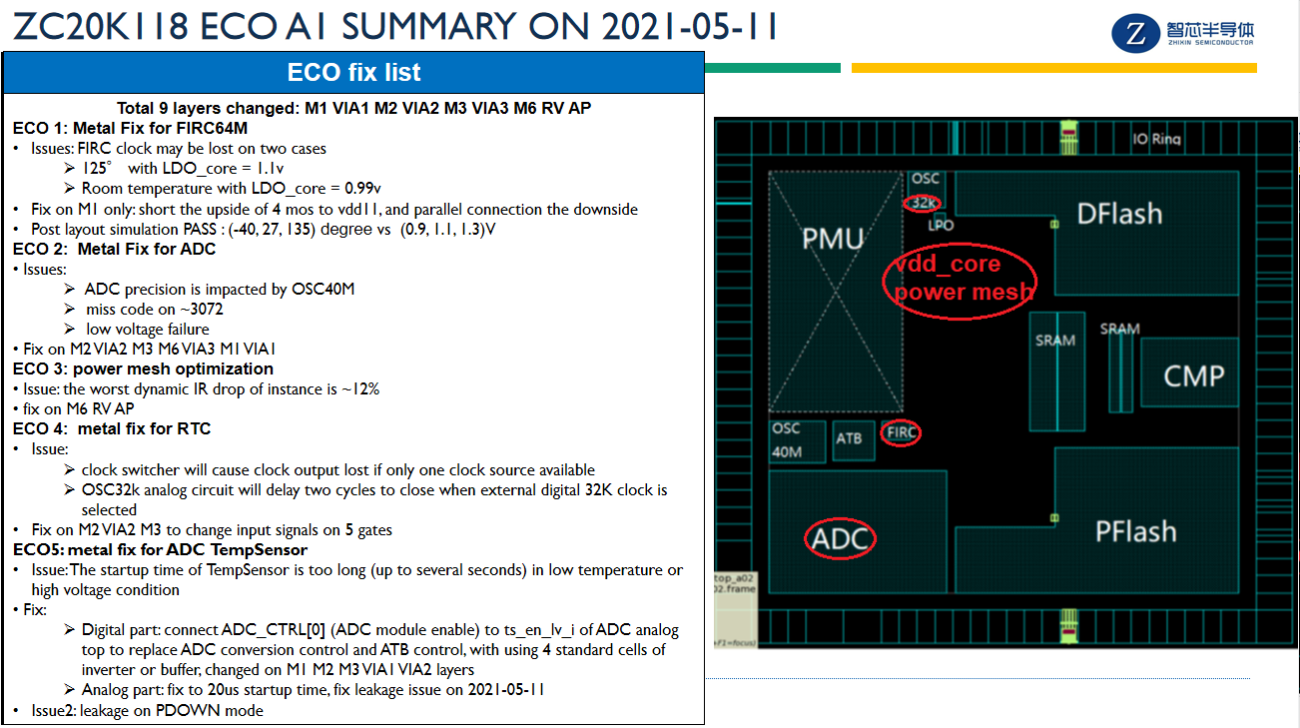 ZC20K118 ECO A1 SUMMARY ON 2021-05-11
Z
智芯半导体
ZHIXIN SEMICONDUCTOR
ECO fix list
Total 9 layers changed: M1 VIA1 M2 VIA2 M3 VIA3 M6 RV AP
ECO 1: Metal Fix for FIRC64M
• Issues: FIRC clock may be lost on two cases
➢ 125° with LDO_core = 1.1v
➢ Room temperature with LDO_core = 0.99v
• Fix on M1 only: short the upside of 4 mos to vdd11, and parallel connection the downside
• Post layout simulation PASS : (-40, 27, 135) degree vs (0.9, 1.1, 1.3)V
ECO 2: Metal Fix for ADC
• Issues:
➢ ADC precision is impacted by OSC40M
➢ miss code on ~3072
➢ low voltage failure
• Fix on M2 VIA2 M3 M6 VIA3 M1 VIA1
ECO 3: power mesh optimization
• Issue: the worst dynamic IR drop of instance is ~12%
• fix on M6 RV AP
ECO 4: metal fix for RTC
• Issue:
➢ clock switcher will cause clock output lost if only one clock source available
➢ OSC32k analog circuit will delay two cycles to close when external digital 32K clock is
selected
• Fix on M2 VIA2 M3 to change input signals on 5 gates
ECO5: metal fix for ADC TempSensor
• Issue: The startup time of TempSensor is too long (up to several seconds) in low temperature or
high voltage condition
• Fix:
➢ Digital part: connect ADC_CTRL[0] (ADC module enable) to ts_en_lv_i of ADC analog
top to replace ADC conversion control and ATB control, with using 4 standard cells of
inverter or buffer, changed on M1 M2 M3 VIA1 VIA2 layers
➢ Analog part: fix to 20us startup time, fix leakage issue on 2021-05-11
• Issue2: leakage on PDOWN mode
IO Ring
OSC
32k
LPO
DFlash
PMU
vdd_core
power mesh
SRAM
SRAM
CMP
OSC
40M
ATB
FIRC
ADC
PFlash
top_a02
02.frame
+f1=focus)